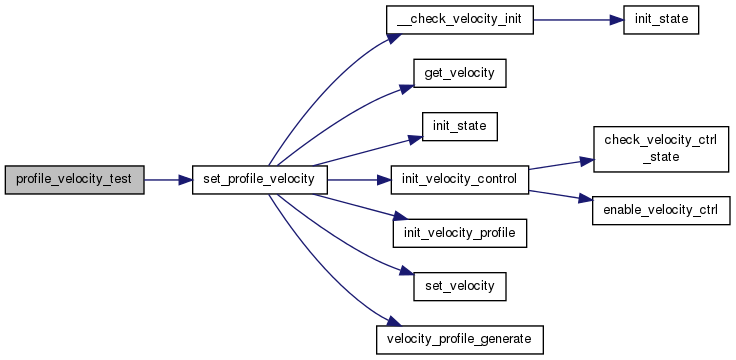 __check_velocity_init
init_state
get_velocity
init_state
check_velocity_ctrl
_state
profile_velocity_test
set_profile_velocity
init_velocity_control
enable_velocity_ctrl
init_velocity_profile
set_velocity
velocity_profile_generate